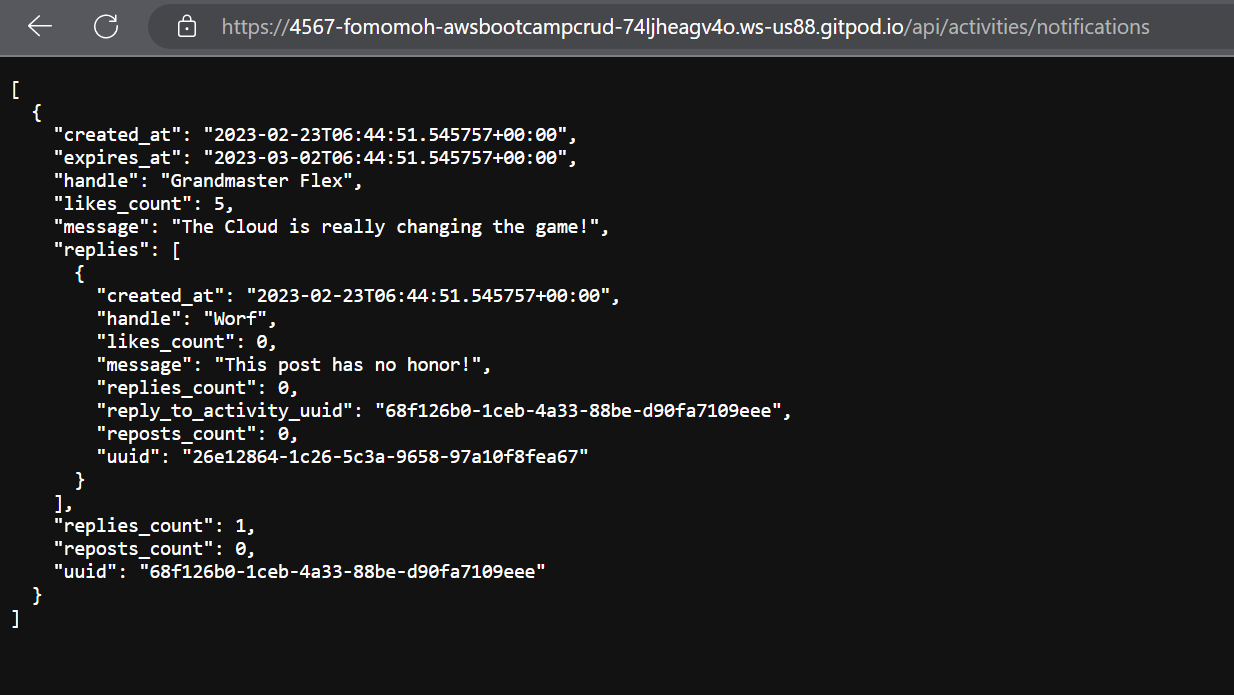 https://4567-fomomoh-awsbootcampcrud-74ljheagv4o.ws-us88.gitpod.io/api/activities/notifications
[
  {
    "created_at": "2023-02-23T06:44:51.545757+00:00",
    "expires_at": "2023-03-02T06:44:51.545757+00:00",
    "handle": "Grandmaster Flex",
    "likes_count": 5,
    "message": "The Cloud is really changing the game!",
    "replies": [
      {
        "created_at": "2023-02-23T06:44:51.545757+00:00",
        "handle": "Worf",
        "likes_count": 0,
        "message": "This post has no honor!",
        "replies_count": 0,
        "reply_to_activity_uuid": "68f126b0-1ceb-4a33-88be-d90fa7109eee",
        "reposts_count": 0,
        "uuid": "26e12864-1c26-5c3a-9658-97a10f8fea67"
      }
    ],
    "replies_count": 1,
    "reposts_count": 0,
    "uuid": "68f126b0-1ceb-4a33-88be-d90fa7109eee"
  }
]